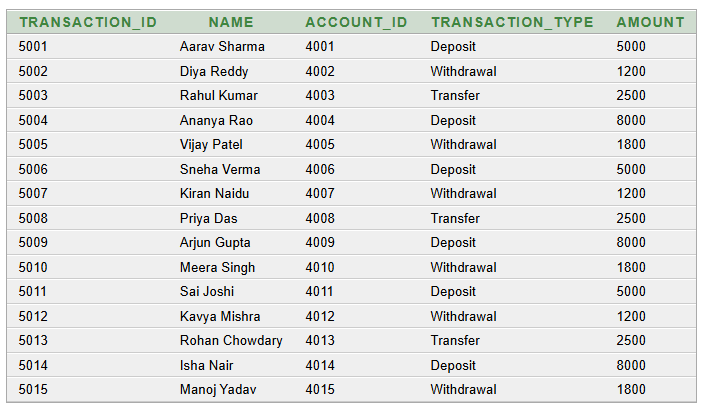 TRANSACTION_ID NAME ACCOUNT_ID TRANSACTION_TYPE AMOUNT
5001 Aarav Sharma 4001 Deposit 5000
5002 Diya Reddy 4002 Withdrawal 1200
5003 Rahul Kumar 4003 Transfer 2500
5004 Ananya Rao 4004 Deposit 8000
5005 Vijay Patel 4005 Withdrawal 1800
5006 Sneha Verma 4006 Deposit 5000
5007 Kiran Naidu 4007 Withdrawal 1200
5008 Priya Das 4008 Transfer 2500
5009 Arjun Gupta 4009 Deposit 8000
5010 Meera Singh 4010 Withdrawal 1800
5011 Sai Joshi 4011 Deposit 5000
5012 Kavya Mishra 4012 Withdrawal 1200
5013 Rohan Chowdary 4013 Transfer 2500
5014 Isha Nair 4014 Deposit 8000
5015 Manoj Yadav 4015 Withdrawal 1800